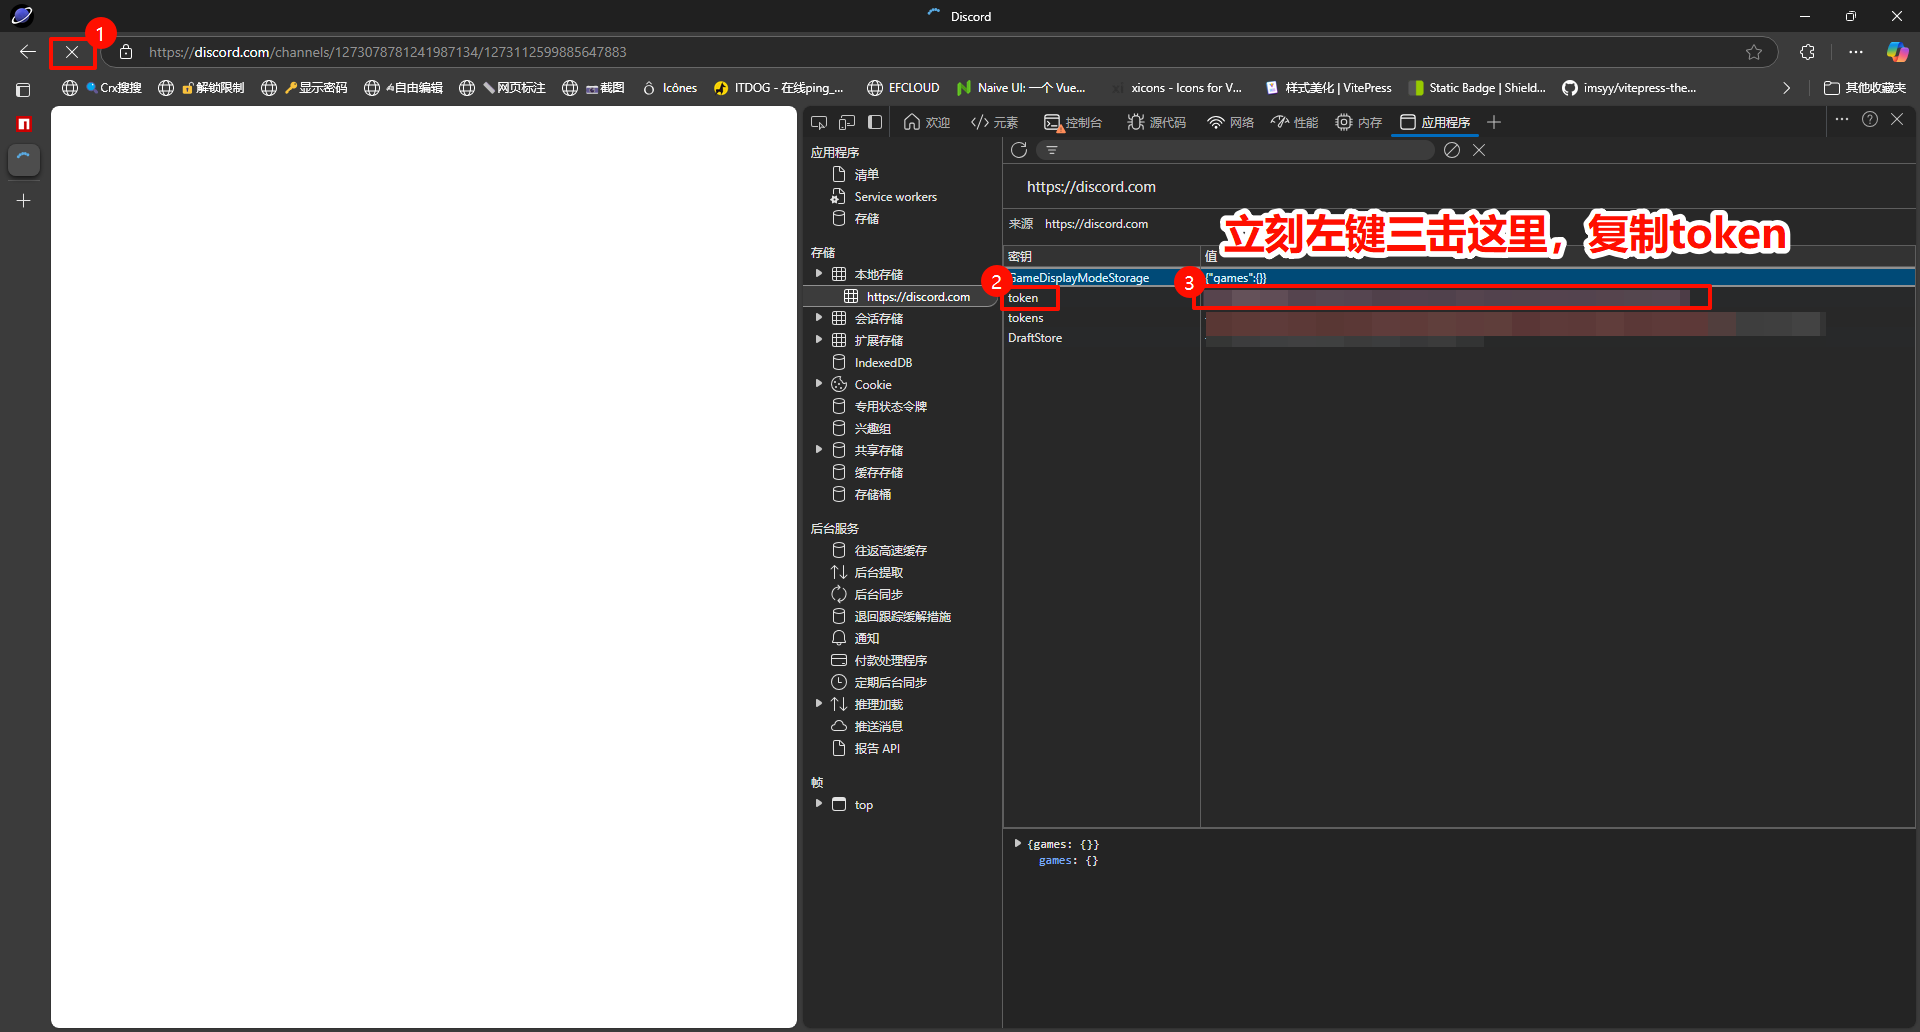 Discord
1
https://discord.com/channels/1273078781241987134/1273112599885647883
Crx搜搜
解锁限制
显示密码
自由编辑
网页标注
截图
Icônes
ITDOG - 在线ping_...
EFCLOUD
Naive UI: 一个 Vue...
xicons - Icons for V...
样式美化 | VitePress
Static Badge | Shield...
imsyy/vitepress-the...
其他收藏夹
欢迎
元素
控制台
源代码
网络
性能
内存
应用程序
应用程序
清单
Service workers
存储
存储
本地存储
https://discord.com
会话存储
扩展存储
IndexedDB
Cookie
专用状态令牌
兴趣组
共享存储
缓存存储
存储桶
后台服务
往返高速缓存
后台提取
后台同步
退回跟踪缓解措施
通知
付款处理程序
定期后台同步
推理加载
推送消息
报告 API
帧
top
https://discord.com
来源 https://discord.com
立刻左键三击这里，复制token
密钥 值
2
GameDisplayModeStorage
3
{"games":{}}
token
tokens
DraftStore
{games: {}}
games: {}